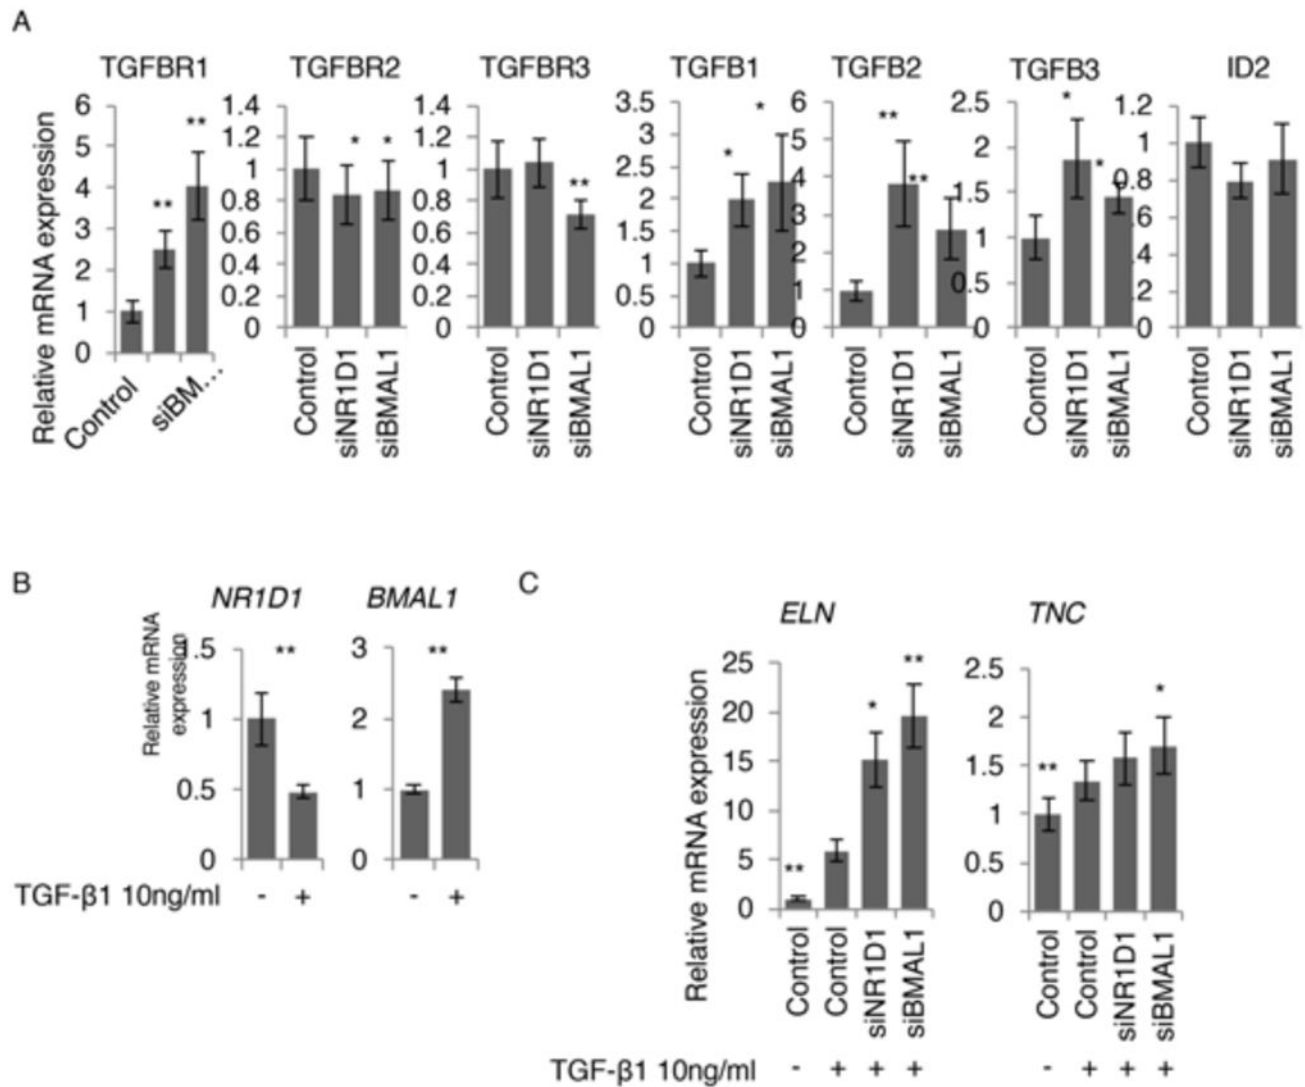 A
TGFBR1 TGFBR2 TGFBR3 TGFB1 TGFB2 TGFB3 ID2
Relative mRNA expression
6 5 4 3 2 1 0
** **
Control siBM...
1.4 1.2 1 0.8 0.6 0.4 0.2 0
* *
Control siNR1D1 siBMAL1
1.4 1.2 1 0.8 0.6 0.4 0.2 0
**
Control siNR1D1 siBMAL1
3.5 3 2.5 2 1.5 1 0.5 0
* *
Control siNR1D1 siBMAL1
6 5 4 3 2 1 0
** **
Control siNR1D1 siBMAL1
2.5 2 1.5 1 0.5 0
* *
Control siNR1D1 siBMAL1
1.2 1 0.8 .6 .4 .2 0
Control siNR1D1 siBMAL1
B
NR1D1 BMAL1
Relative mRNA
expression
1.5 1 0.5 0
**
3 2 1 0
**
TGF-β1 10ng/ml - + - +
C
ELN TNC
Relative mRNA expression
25 20 15 10 5 0
** * **
Control Control siNR1D1 siBMAL1
2.5 2 1.5 1 0.5 0
** *
Control Control siNR1D1 siBMAL1
TGF-β1 10ng/ml - + + + - + + +